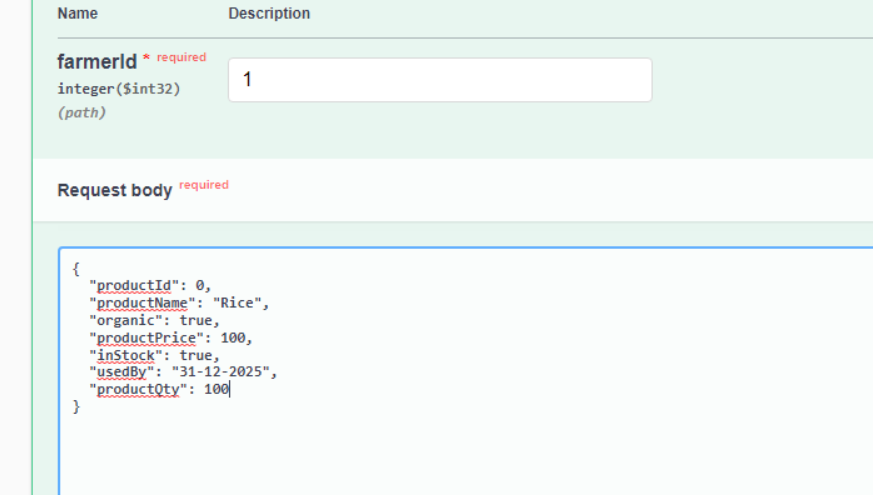 Name Description
farmerId * required
1
integer($int32)
(path)
Request body required
{
  "productId": 0,
  "productName": "Rice",
  "organic": true,
  "productPrice": 100,
  "inStock": true,
  "usedBy": "31-12-2025",
  "productQty": 100
}